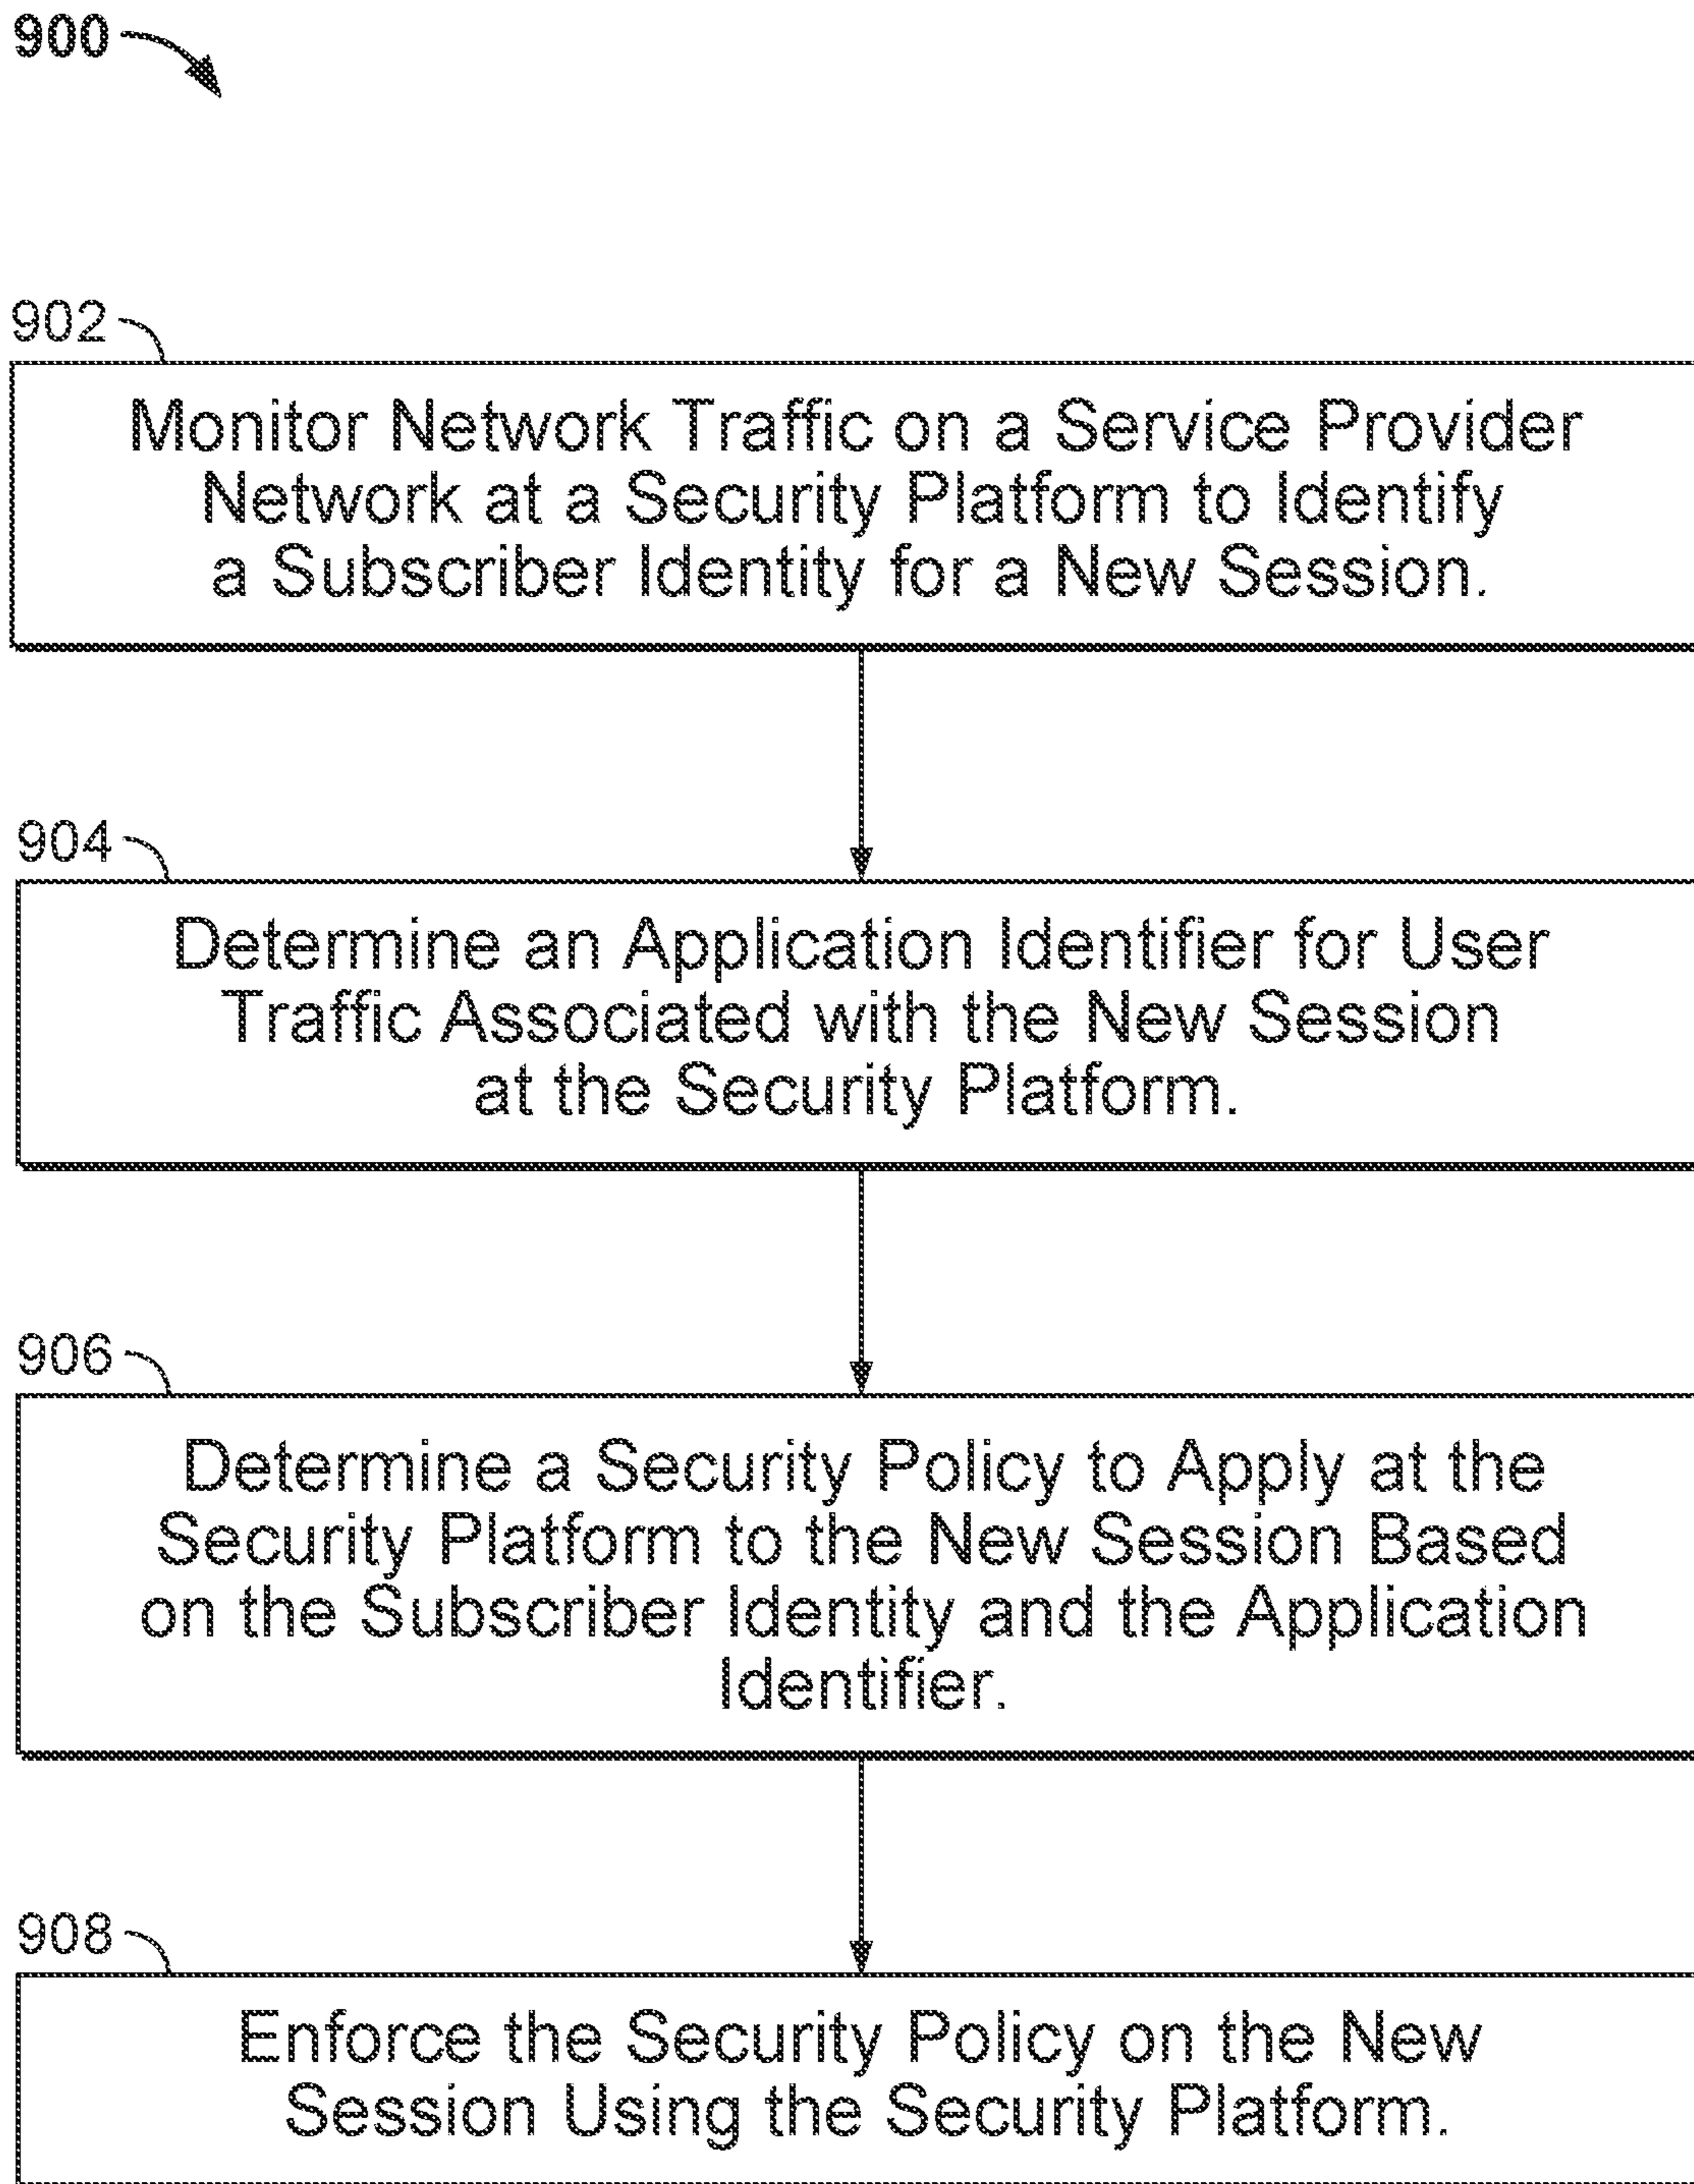 900
902
Monitor Network Traffic on a Service Provider
Network at a Security Platform to Identify
a Subscriber Identity for a New Session.
904
Determine an Application Identifier for User
Traffic Associated with the New Session
at the Security Platform.
906
Determine a Security Policy to Apply at the
Security Platform to the New Session Based
on the Subscriber Identity and the Application
Identifier.
908
Enforce the Security Policy on the New
Session Using the Security Platform.